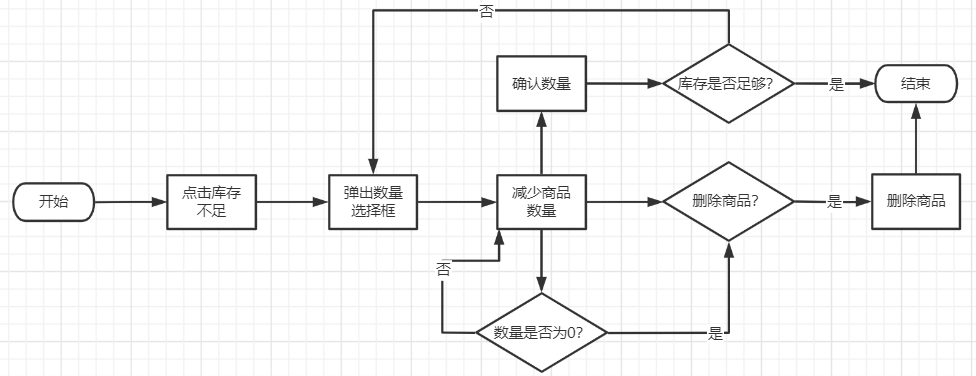 否
确认数量
库存是否足够?
是
结束
开始
点击库存
不足
弹出数量
选择框
减少商品
数量
删除商品?
是
删除商品
否
数量是否为0?
是